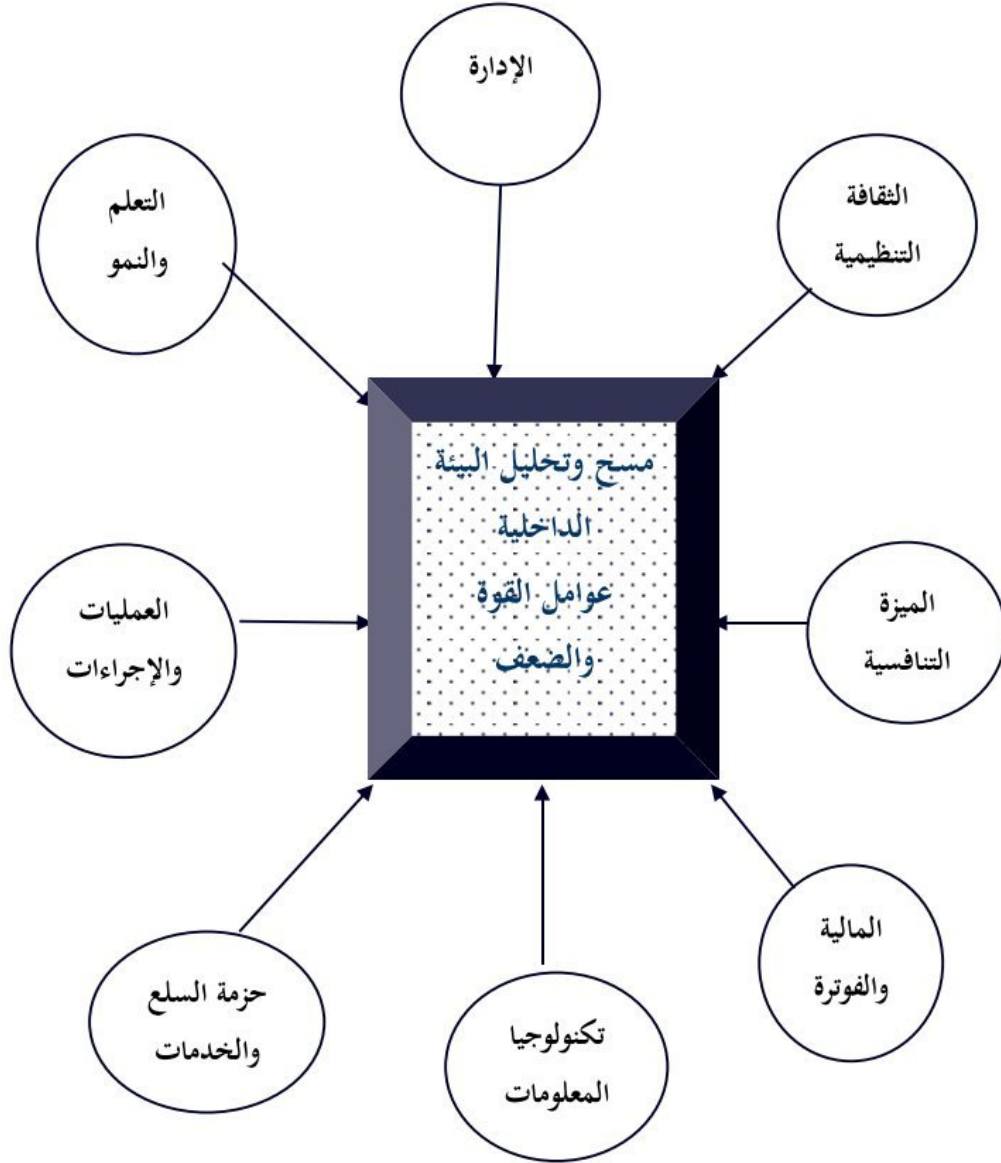 الإدارة
الثقافة
التنظيمية
التعلم
والنمو
مسح وتحليل البيئة
الداخلية
عوامل القوة
والضعف
الميزة
التنافسية
العمليات
والإجراءات
المالية
والفوترة
حزمة السلع
والخدمات
تكنولوجيا
المعلومات